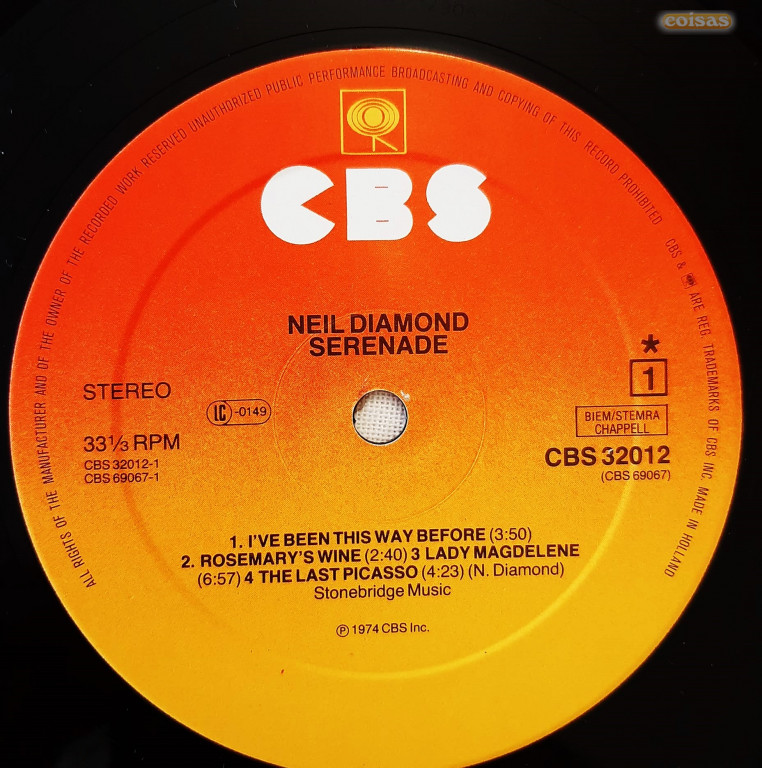 coisas
ALL RIGHTS OF THE MANUFACTURER AND OF THE OWNER OF THE RECORDED WORK RESERVED UNAUTHORIZED PUBLIC PERFORMANCE BROADCASTING AND COPYING OF THIS RECORD PROHIBITED CBS & ARE REG. TRADEMARKS OF CBS INC. MADE IN HOLLAND
CBS
NEIL DIAMOND
SERENADE
*
1
STEREO
LC -0149
BIEM/STEMRA
CHAPPELL
33⅓ RPM
CBS 32012-1
CBS 69067-1
CBS 32012
(CBS 69067)
1. I'VE BEEN THIS WAY BEFORE (3:50)
2. ROSEMARY'S WINE (2:40) 3 LADY MAGDELENE
(6:57) 4 THE LAST PICASSO (4:23) (N. Diamond)
Stonebridge Music
℗ 1974 CBS Inc.